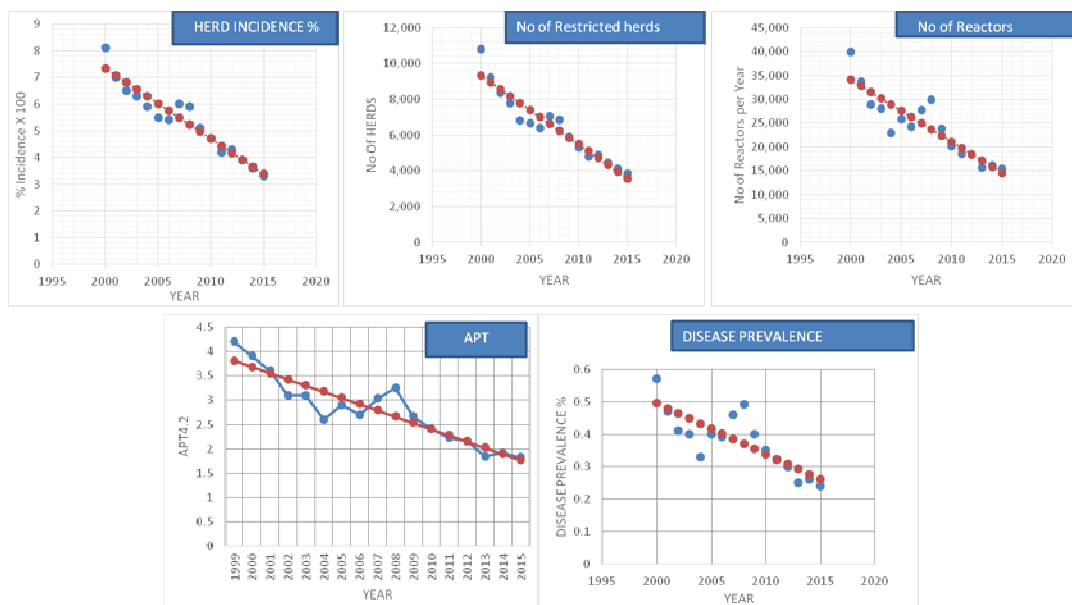 HERD INCIDENCE %
9
8
7
6
5
4
3
2
1
0
% Incidence X 100
1995 2000 2005 2010 2015 2020
YEAR
No of Restricted herds
12,000
10,000
8,000
6,000
4,000
2,000
0
No Of HERDS
1995 2000 2005 2010 2015 2020
YEAR
No of Reactors
45,000
40,000
35,000
30,000
25,000
20,000
15,000
10,000
5,000
0
No of Reactors per Year
1995 2000 2005 2010 2015 2020
YEAR
APT
4.5
4
3.5
3
2.5
2
1.5
1
0.5
0
APT4.2
1999 2000 2001 2002 2003 2004 2005 2006 2007 2008 2009 2010 2011 2012 2013 2014 2015
YEAR
DISEASE PREVALENCE
0.6
0.5
0.4
0.3
0.2
0.1
0
DISEASE PREVALENCE %
1995 2000 2005 2010 2015 2020
YEAR